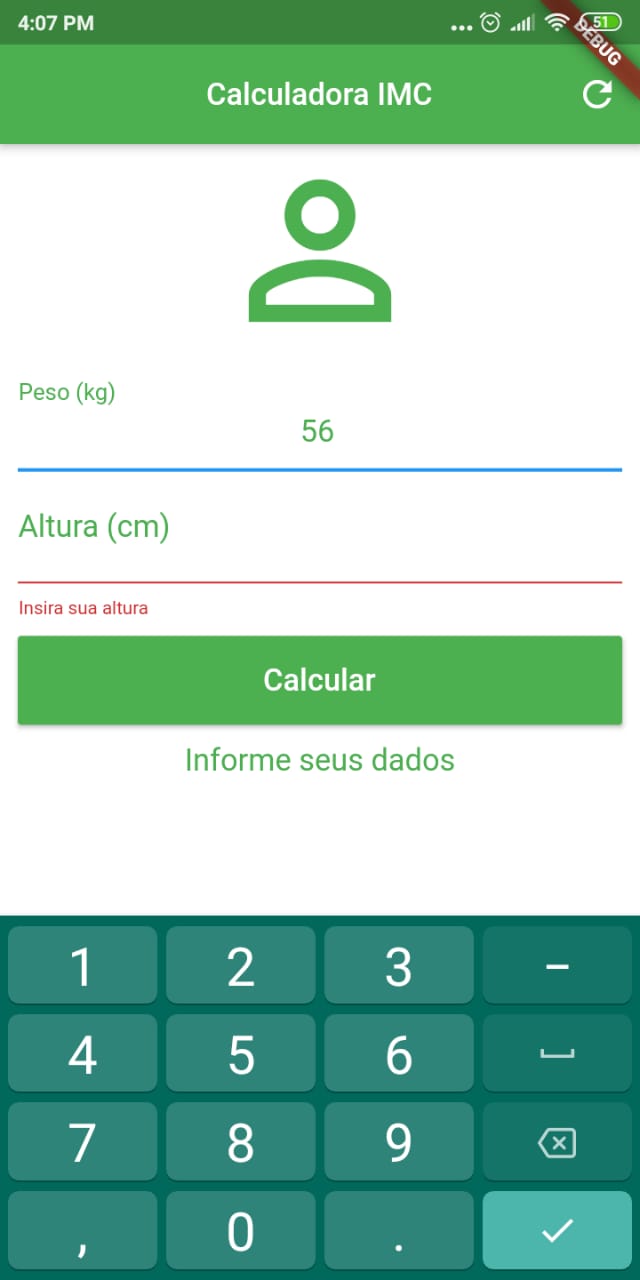 4:07 PM
51
DEBUG
Calculadora IMC
Peso (kg)
56
Altura (cm)
Insira sua altura
Calcular
Informe seus dados
1 2 3 –
4 5 6
7 8 9
, 0 .